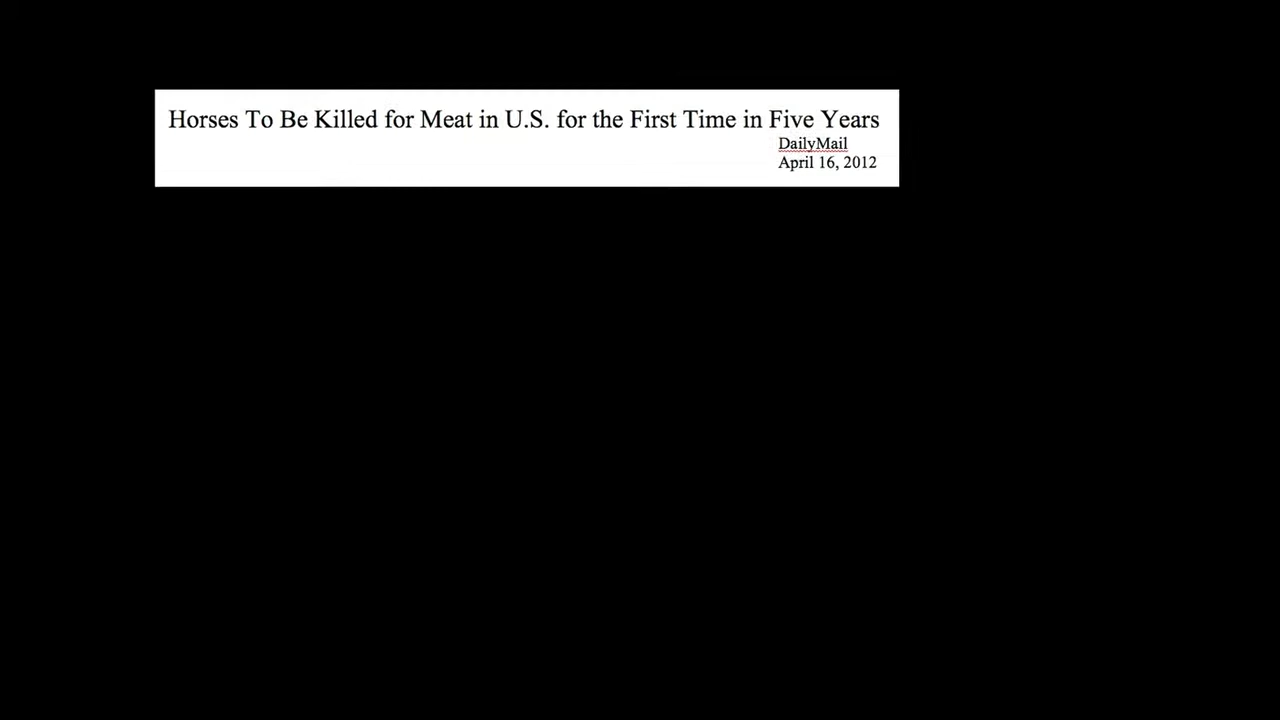 Horses To Be Killed for Meat in U.S. for the First Time in Five Years
DailyMail
April 16, 2012